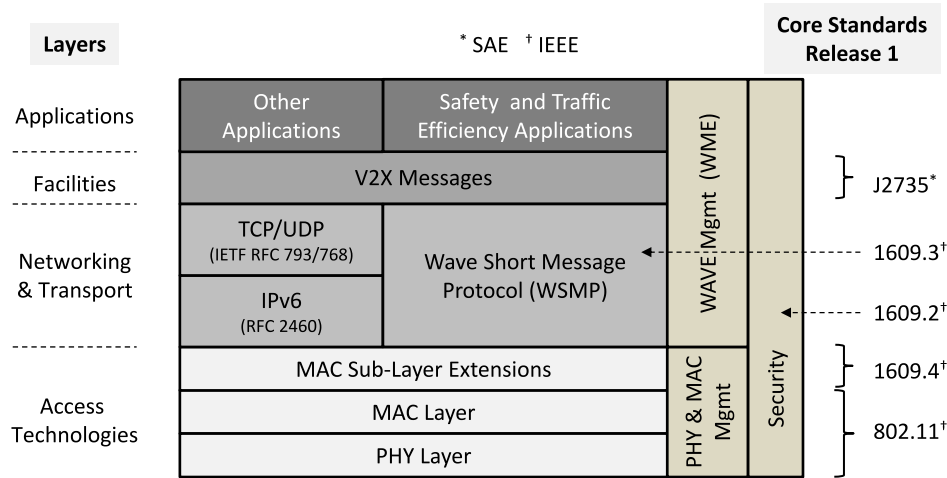 Layers
* SAE † IEEE
Core Standards
Release 1
Applications
Other
Applications
Safety and Traffic
Efficiency Applications
Facilities
V2X Messages
J2735*
Networking
& Transport
TCP/UDP
(IETF RFC 793/768)
IPv6
(RFC 2460)
Wave Short Message
Protocol (WSMP)
WAVE Mgmt (WME)
1609.3†
1609.2†
Access
Technologies
MAC Sub-Layer Extensions
MAC Layer
PHY Layer
PHY & MAC
Mgmt
Security
1609.4†
802.11†